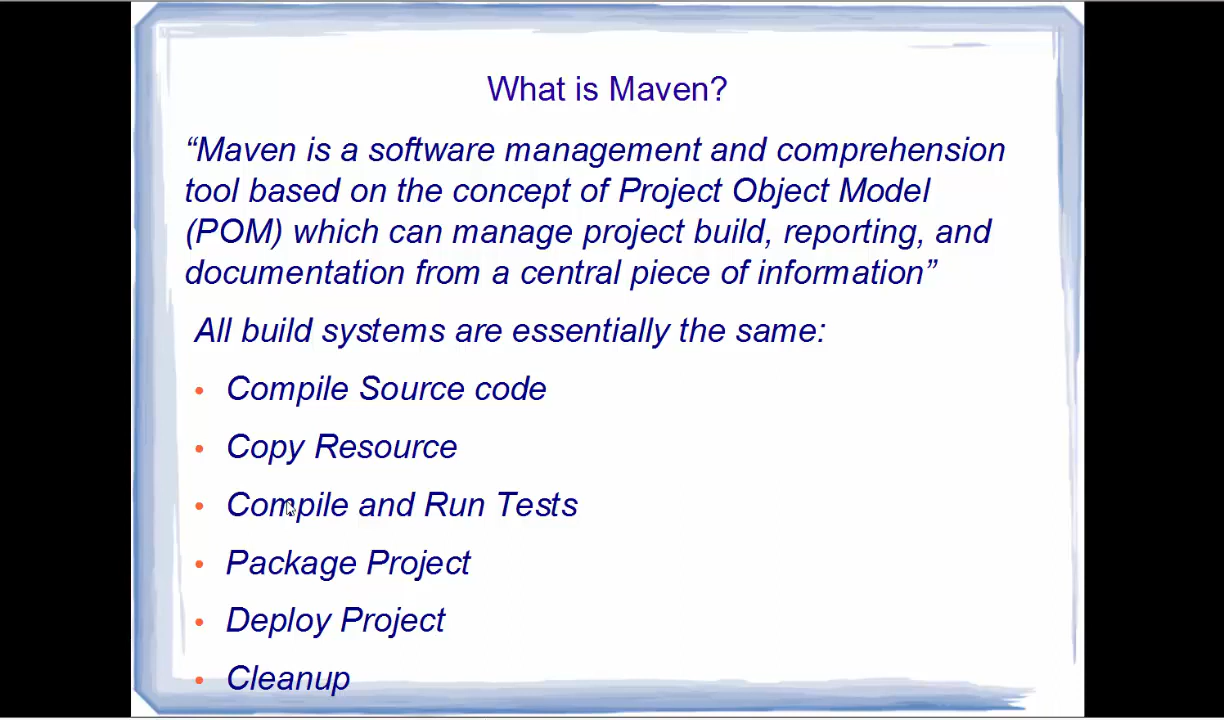 What is Maven?
“Maven is a software management and comprehension
tool based on the concept of Project Object Model
(POM) which can manage project build, reporting, and
documentation from a central piece of information”
All build systems are essentially the same:
• Compile Source code
• Copy Resource
• Compile and Run Tests
• Package Project
• Deploy Project
• Cleanup